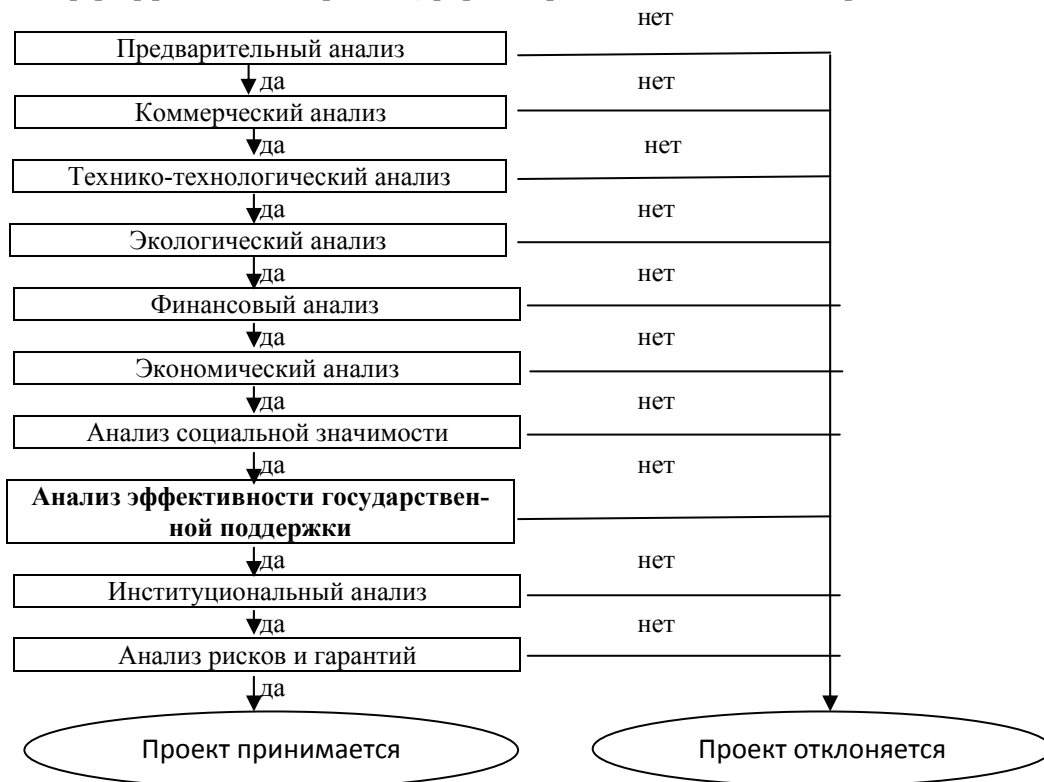 нет
Предварительный анализ
да
нет
Коммерческий анализ
да
нет
Технико-технологический анализ
да
нет
Экологический анализ
да
нет
Финансовый анализ
да
нет
Экономический анализ
да
нет
Анализ социальной значимости
да
нет
Анализ эффективности государствен-
ной поддержки
да
нет
Институциональный анализ
да
нет
Анализ рисков и гарантий
да
Проект принимается
Проект отклоняется